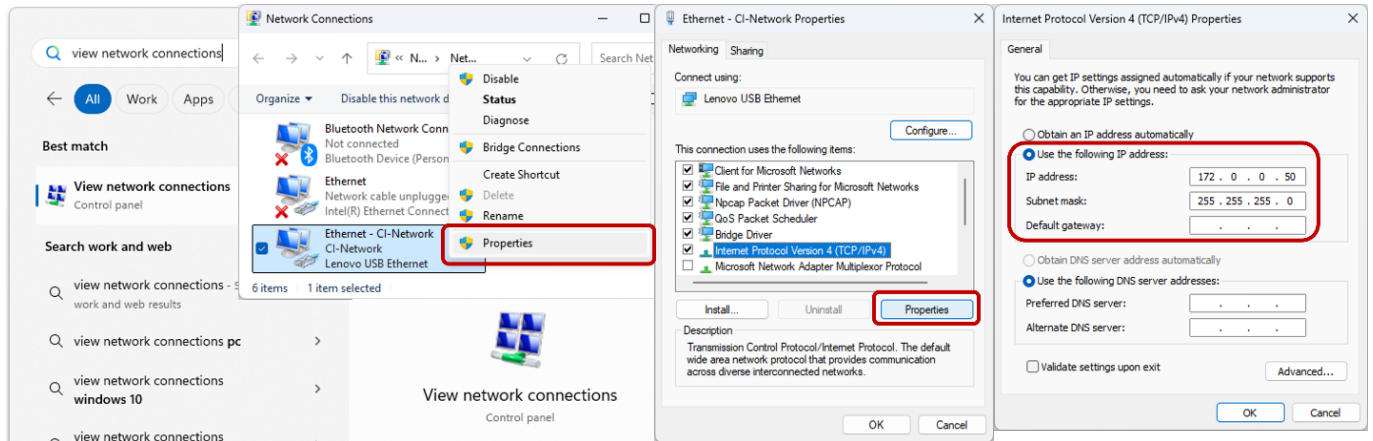 view network connections
All
Work
Apps
Best match
View network connections
Control panel
Search work and web
view network connections -
work and web results
view network connections pc
view network connections
windows 10
view network connections
View network connections
Control panel
Network Connections
« N... › Net...
Search Net
Organize
Disable this network d
Bluetooth Network Conn
Not connected
Bluetooth Device (Person
Ethernet
Network cable unplugge
Intel(R) Ethernet Connect
Ethernet - CI-Network
CI-Network
Lenovo USB Ethernet
6 items
1 item selected
Disable
Status
Diagnose
Bridge Connections
Create Shortcut
Delete
Rename
Properties
Ethernet - CI-Network Properties
Networking
Sharing
Connect using:
Lenovo USB Ethernet
Configure...
This connection uses the following items:
Client for Microsoft Networks
File and Printer Sharing for Microsoft Networks
Npcap Packet Driver (NPCAP)
QoS Packet Scheduler
Bridge Driver
Internet Protocol Version 4 (TCP/IPv4)
Microsoft Network Adapter Multiplexor Protocol
Install...
Uninstall
Properties
Description
Transmission Control Protocol/Internet Protocol. The default
wide area network protocol that provides communication
across diverse interconnected networks.
OK
Cancel
Internet Protocol Version 4 (TCP/IPv4) Properties
General
You can get IP settings assigned automatically if your network supports
this capability. Otherwise, you need to ask your network administrator
for the appropriate IP settings.
Obtain an IP address automatically
Use the following IP address:
IP address:
172 . 0 . 0 . 50
Subnet mask:
255 . 255 . 255 . 0
Default gateway:
. . .
Obtain DNS server address automatically
Use the following DNS server addresses:
Preferred DNS server:
. . .
Alternate DNS server:
. . .
Validate settings upon exit
Advanced...
OK
Cancel